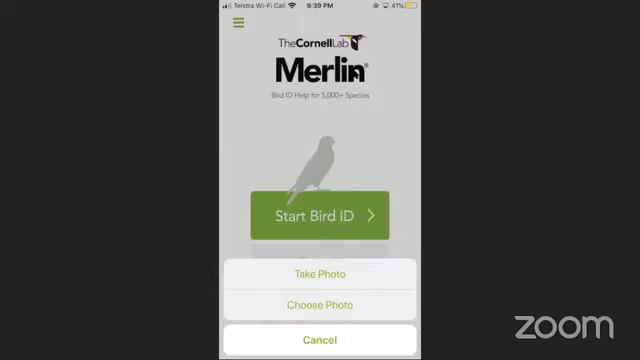 Telstra Wi-Fi Call 9:39 PM 41%
TheCornellLab
Merlin®
Bird ID Help for 5,000+ Species
Start Bird ID
Take Photo
Choose Photo
Cancel
zoom